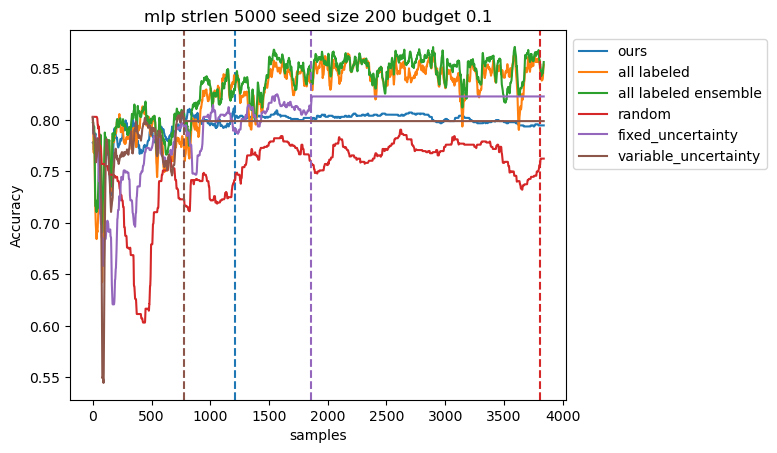 mlp strlen 5000 seed size 200 budget 0.1
Accuracy
0.85
0.80
0.75
0.70
0.65
0.60
0.55
0
500
1000
1500
2000
2500
3000
3500
4000
samples
ours
all labeled
all labeled ensemble
random
fixed_uncertainty
variable_uncertainty